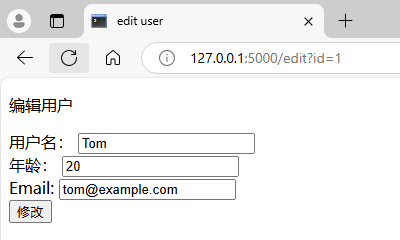 edit user
127.0.0.1:5000/edit?id=1
编辑用户
用户名： Tom
年龄： 20
Email: tom@example.com
修改